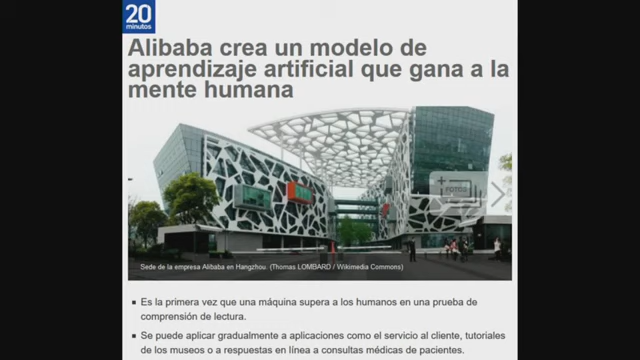 20
minutos
Alibaba crea un modelo de
aprendizaje artificial que gana a la
mente humana
FOTOS
Sede de la empresa Alibaba en Hangzhou. (Thomas LOMBARD / Wikimedia Commons)
Es la primera vez que una máquina supera a los humanos en una prueba de
comprensión de lectura.
Se puede aplicar gradualmente a aplicaciones como el servicio al cliente, tutoriales
de los museos o a respuestas en línea a consultas médicas de pacientes.